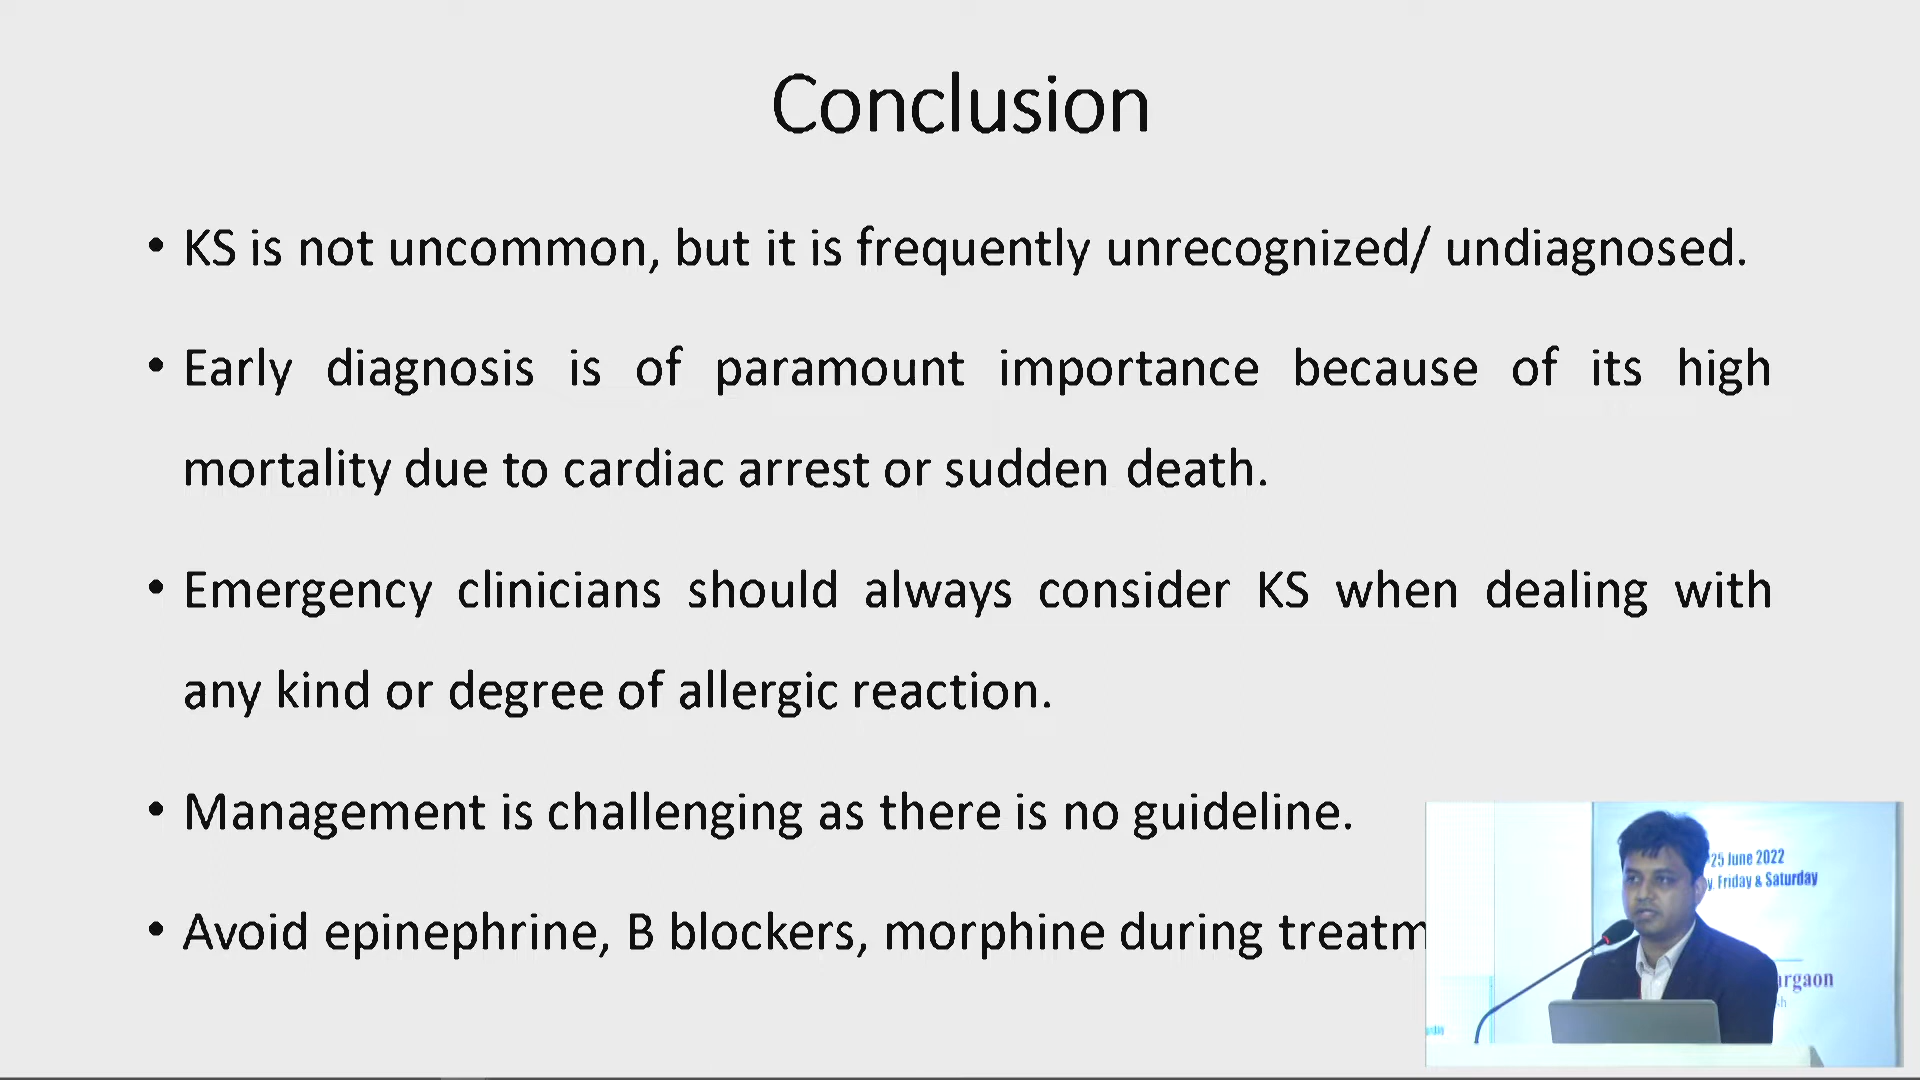 Conclusion
• KS is not uncommon, but it is frequently unrecognized/ undiagnosed.
• Early diagnosis is of paramount importance because of its high
mortality due to cardiac arrest or sudden death.
• Emergency clinicians should always consider KS when dealing with
any kind or degree of allergic reaction.
• Management is challenging as there is no guideline.
• Avoid epinephrine, B blockers, morphine during treatm
25 June 2022
y, Friday & Saturday
argaon